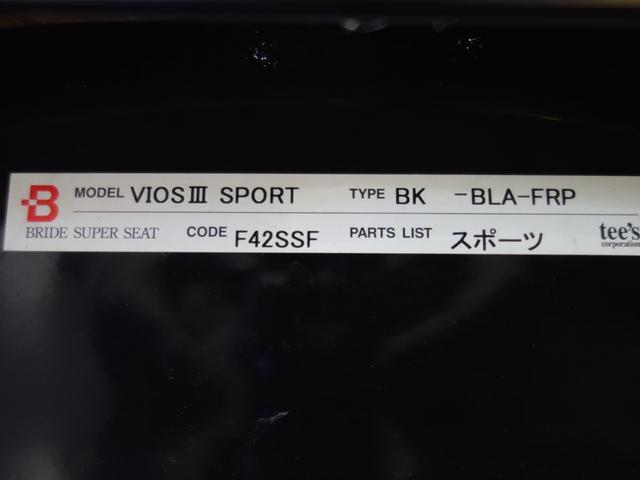 B MODEL VIOSⅢ SPORT TYPE BK -BLA-FRP
BRIDE SUPER SEAT CODE F42SSF PARTS LIST スポーツ tee's
corporation